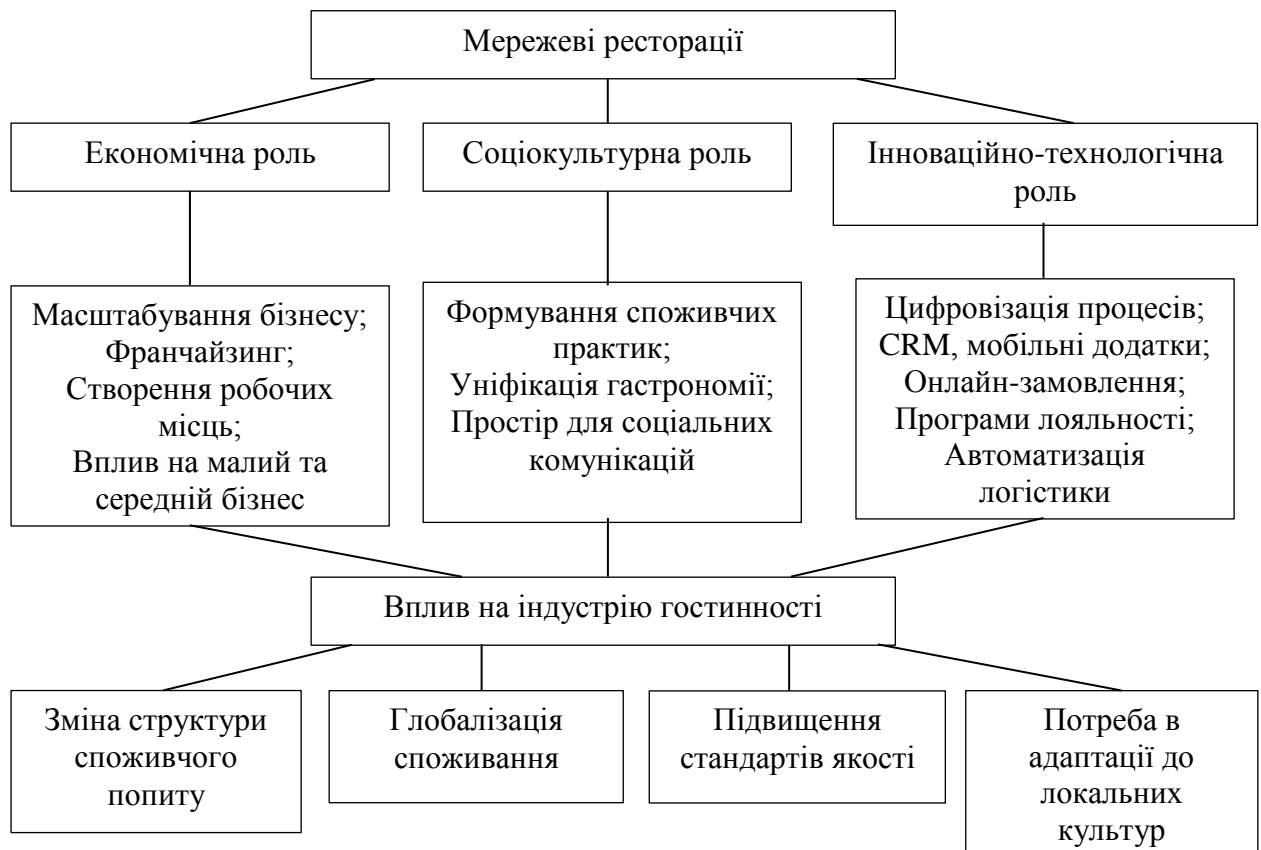 Мережеві ресторації
Економічна роль
Соціокультурна роль
Інноваційно-технологічна
роль
Масштабування бізнесу;
Франчайзинг;
Створення робочих
місць;
Вплив на малий та
середній бізнес
Формування споживчих
практик;
Уніфікація гастрономії;
Простір для соціальних
комунікацій
Цифровізація процесів;
CRM, мобільні додатки;
Онлайн-замовлення;
Програми лояльності;
Автоматизація
логістики
Вплив на індустрію гостинності
Зміна структури
споживчого
попиту
Глобалізація
споживання
Підвищення
стандартів якості
Потреба в
адаптації до
локальних
культур